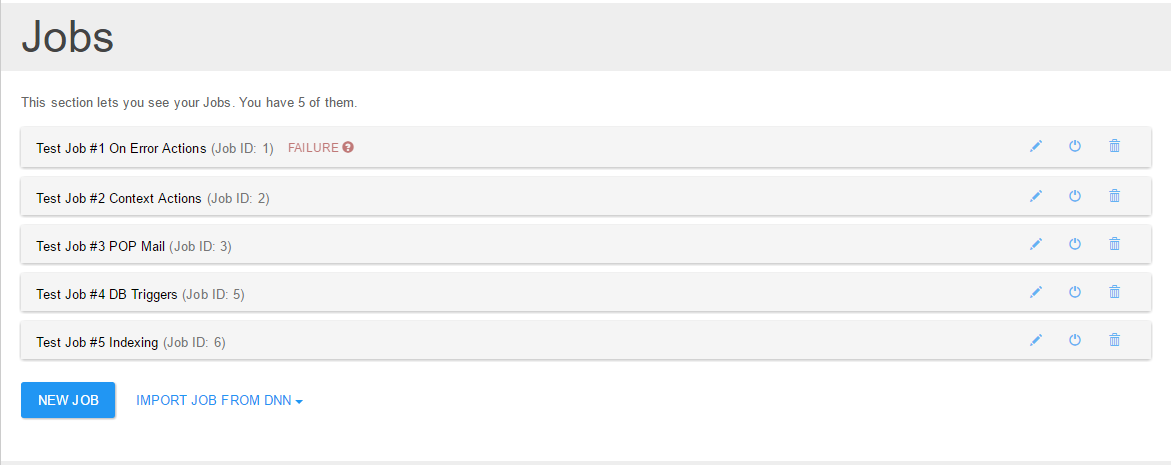 Jobs
This section lets you see your Jobs. You have 5 of them.
Test Job #1 On Error Actions (Job ID: 1) FAILURE ?
Test Job #2 Context Actions (Job ID: 2)
Test Job #3 POP Mail (Job ID: 3)
Test Job #4 DB Triggers (Job ID: 5)
Test Job #5 Indexing (Job ID: 6)
NEW JOB IMPORT JOB FROM DNN